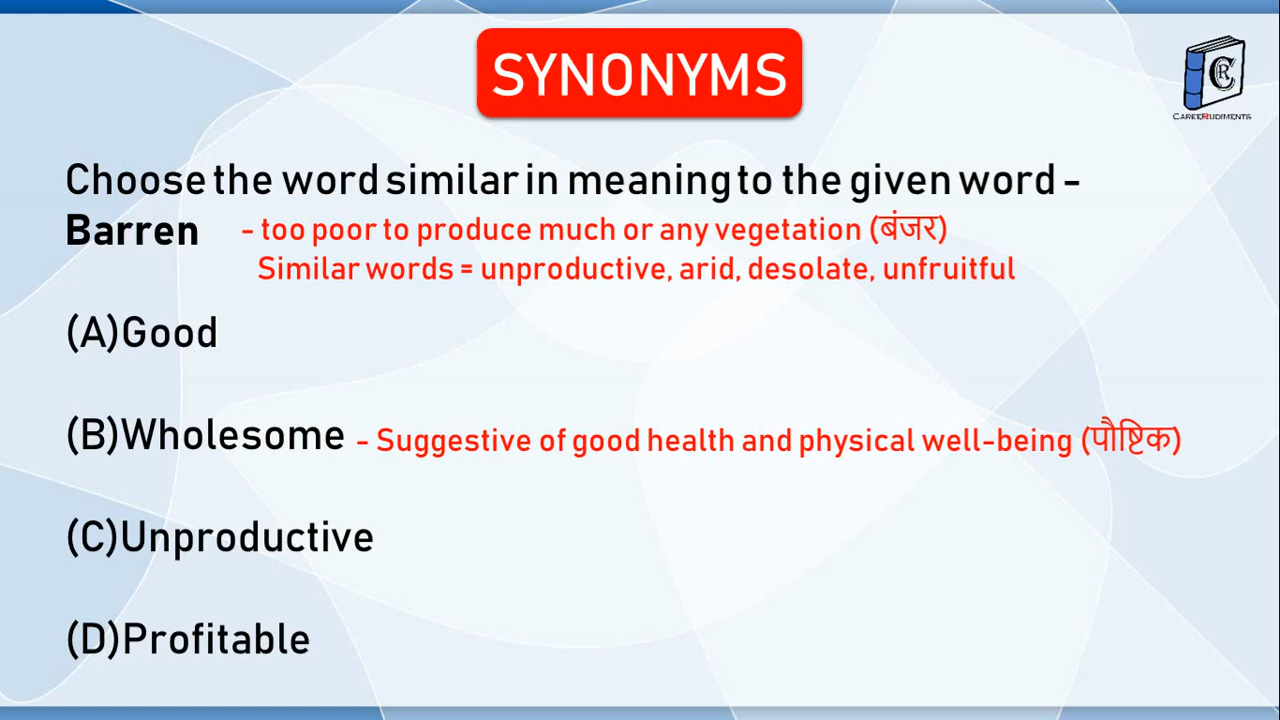 SYNONYMS
CR
CAREERUDIMENTS
Choose the word similar in meaning to the given word -
Barren - too poor to produce much or any vegetation (बंजर)
Similar words = unproductive, arid, desolate, unfruitful
(A)Good
(B)Wholesome - Suggestive of good health and physical well-being (पौष्टिक)
(C)Unproductive
(D)Profitable